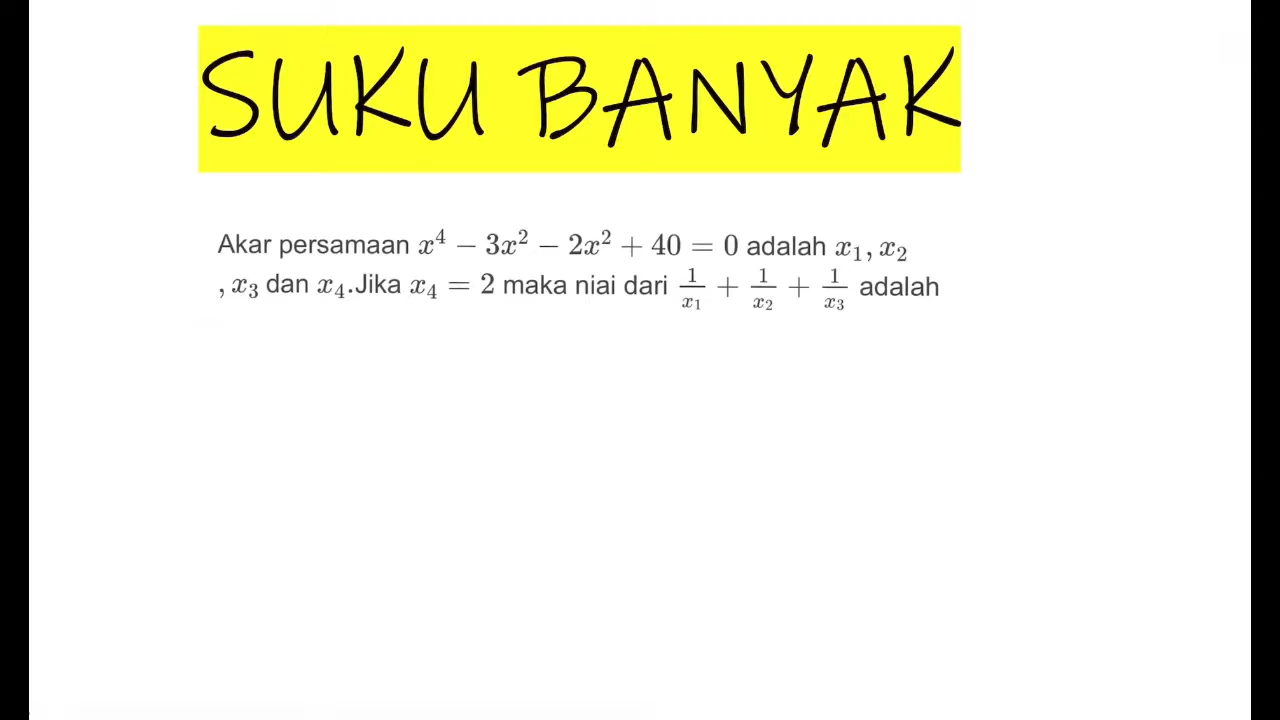 SUKU BANYAK
Akar persamaan x⁴ − 3x² − 2x² + 40 = 0 adalah x₁, x₂
, x₃ dan x₄.Jika x₄ = 2 maka niai dari 1/x₁ + 1/x₂ + 1/x₃ adalah